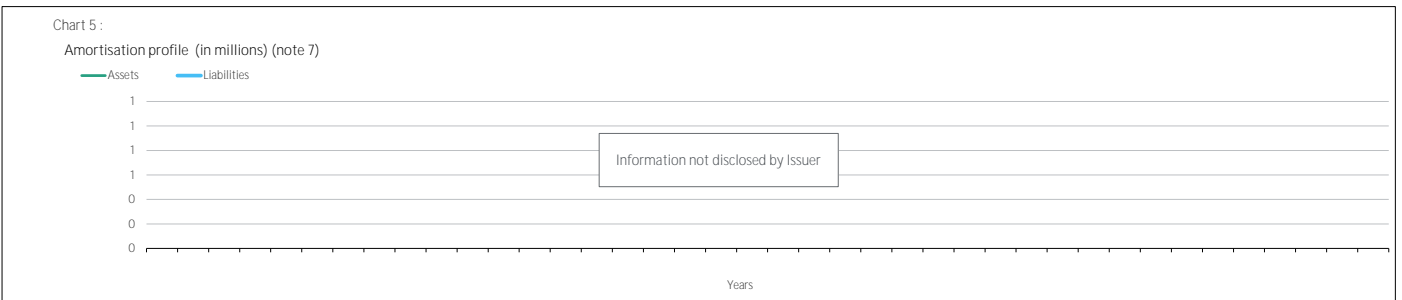 Chart 5 :
Amortisation profile (in millions) (note 7)
Assets Liabilities
1
1
1
1
0
0
0
Information not disclosed by Issuer
Years